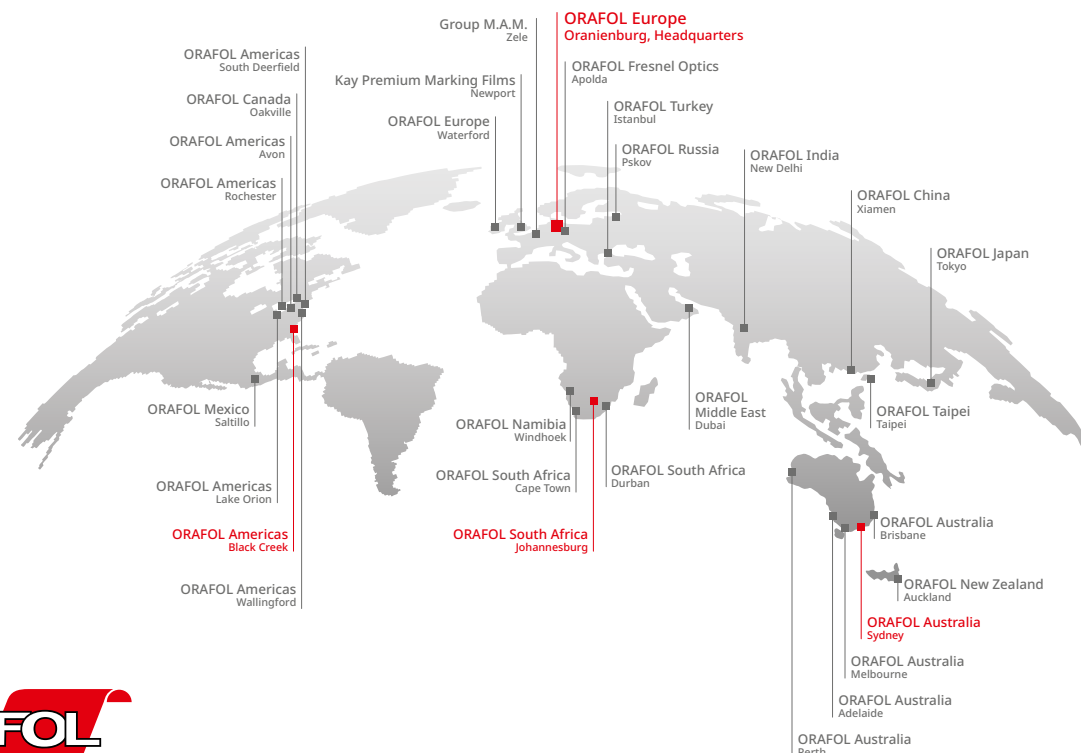 Group M.A.M.
Zele
ORAFOL Europe
Oranienburg, Headquarters
ORAFOL Americas
South Deerfield
Kay Premium Marking Films
Newport
ORAFOL Fresnel Optics
Apolda
ORAFOL Canada
Oakville
ORAFOL Europe
Waterford
ORAFOL Turkey
Istanbul
ORAFOL Americas
Avon
ORAFOL Russia
Pskov
ORAFOL India
New Delhi
ORAFOL Americas
Rochester
ORAFOL China
Xiamen
ORAFOL Japan
Tokyo
ORAFOL Mexico
Saltillo
ORAFOL Namibia
Windhoek
ORAFOL
Middle East
Dubai
ORAFOL Taipei
Taipei
ORAFOL Americas
Lake Orion
ORAFOL South Africa
Cape Town
ORAFOL South Africa
Durban
ORAFOL Americas
Black Creek
ORAFOL South Africa
Johannesburg
ORAFOL Australia
Brisbane
ORAFOL Americas
Wallingford
ORAFOL New Zealand
Auckland
ORAFOL Australia
Sydney
ORAFOL Australia
Melbourne
ORAFOL Australia
Adelaide
ORAFOL Australia
Perth
FOL